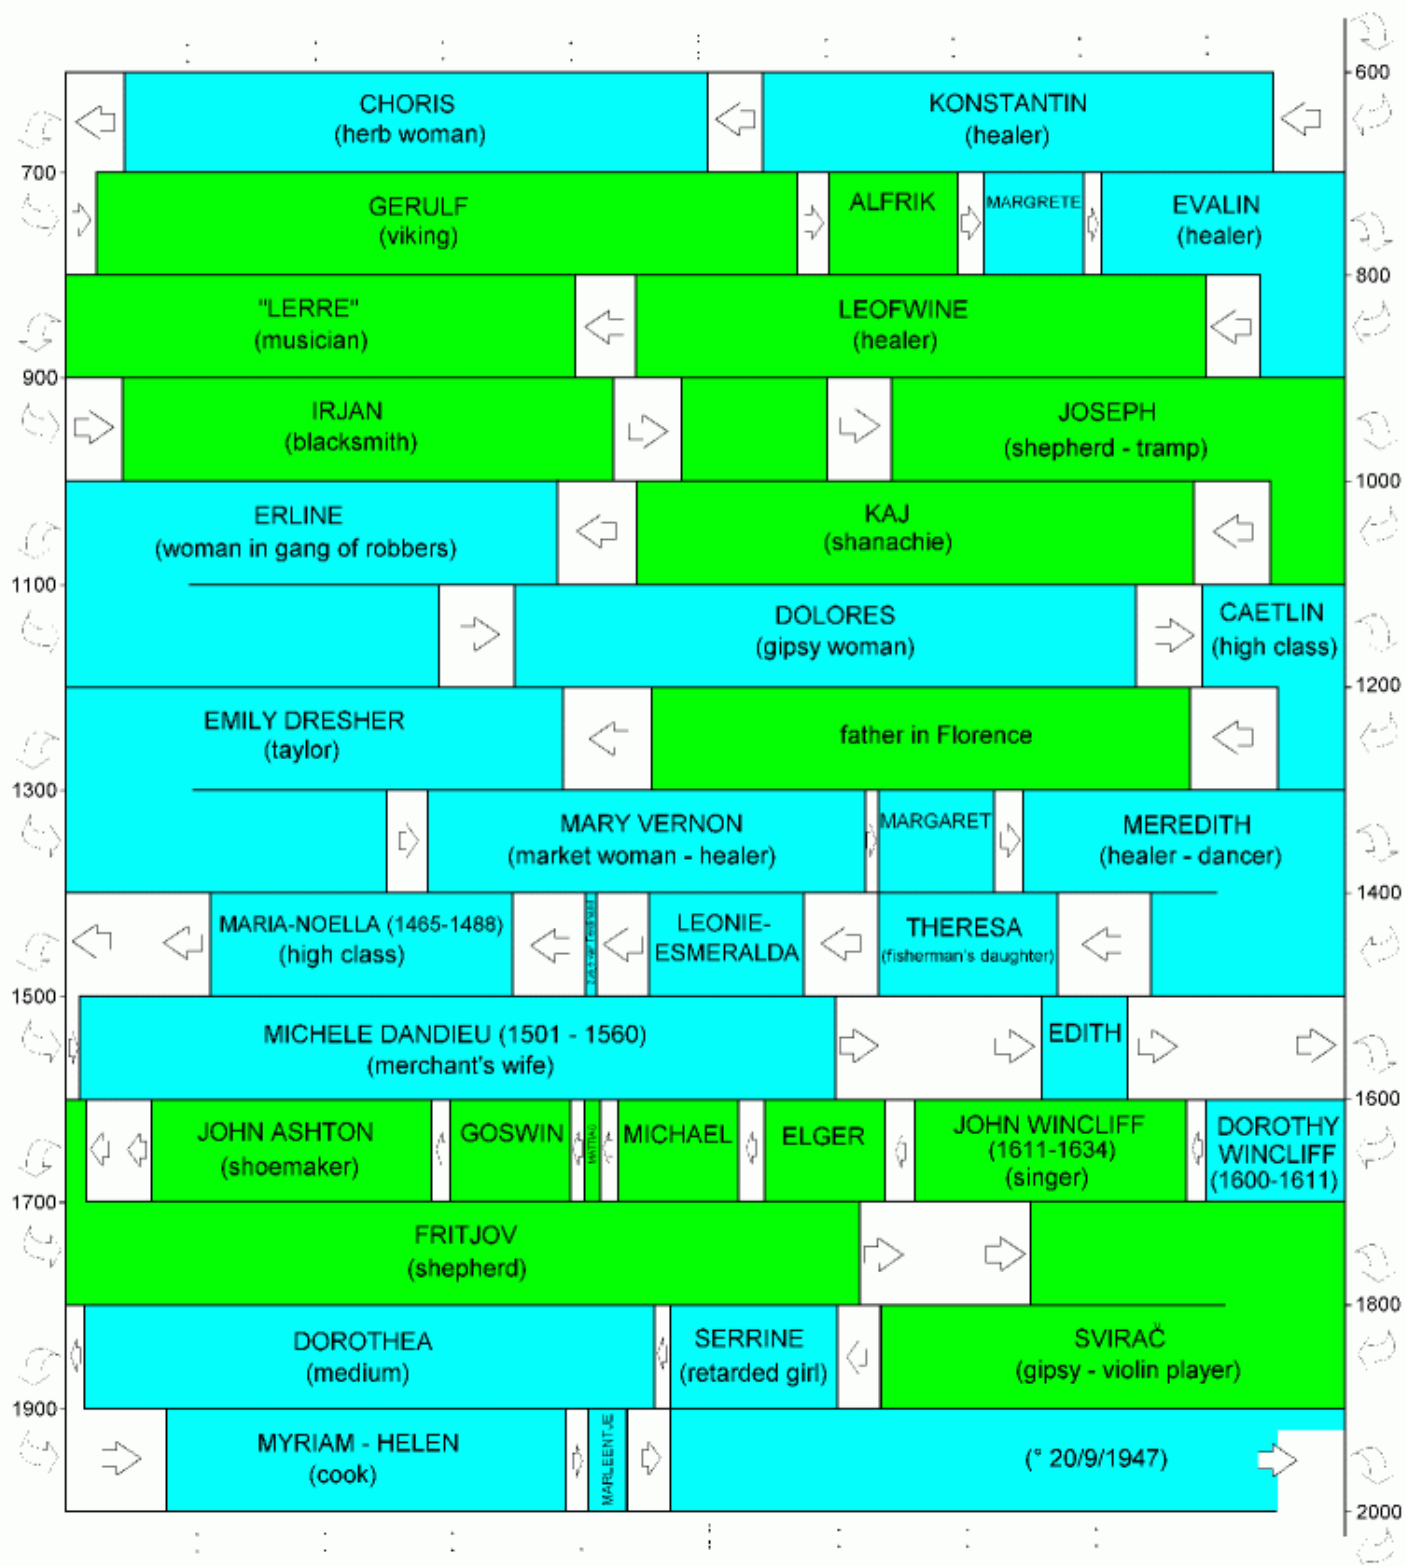 600
CHORIS
(herb woman)
KONSTANTIN
(healer)
700
GERULF
(viking)
ALFRIK
MARGRETE
EVALIN
(healer)
800
"LERRE"
(musician)
LEOFWINE
(healer)
900
IRJAN
(blacksmith)
JOSEPH
(shepherd - tramp)
1000
ERLINE
(woman in gang of robbers)
KAJ
(shanachie)
1100
DOLORES
(gipsy woman)
CAETLIN
(high class)
1200
EMILY DRESHER
(taylor)
father in Florence
1300
MARY VERNON
(market woman - healer)
MARGARET
MEREDITH
(healer - dancer)
1400
MARIA-NOELLA (1465-1488)
(high class)
LEONIE-
ESMERALDA
THERESA
(fisherman's daughter)
1500
MICHELE DANDIEU (1501 - 1560)
(merchant's wife)
EDITH
1600
JOHN ASHTON
(shoemaker)
GOSWIN
MICHAEL
ELGER
JOHN WINCLIFF
(1611-1634)
(singer)
DOROTHY
WINCLIFF
(1600-1611)
1700
FRITJOV
(shepherd)
1800
DOROTHEA
(medium)
SERRINE
(retarded girl)
SVIRAČ
(gipsy - violin player)
1900
MYRIAM - HELEN
(cook)
MARLEENTJE
(° 20/9/1947)
2000